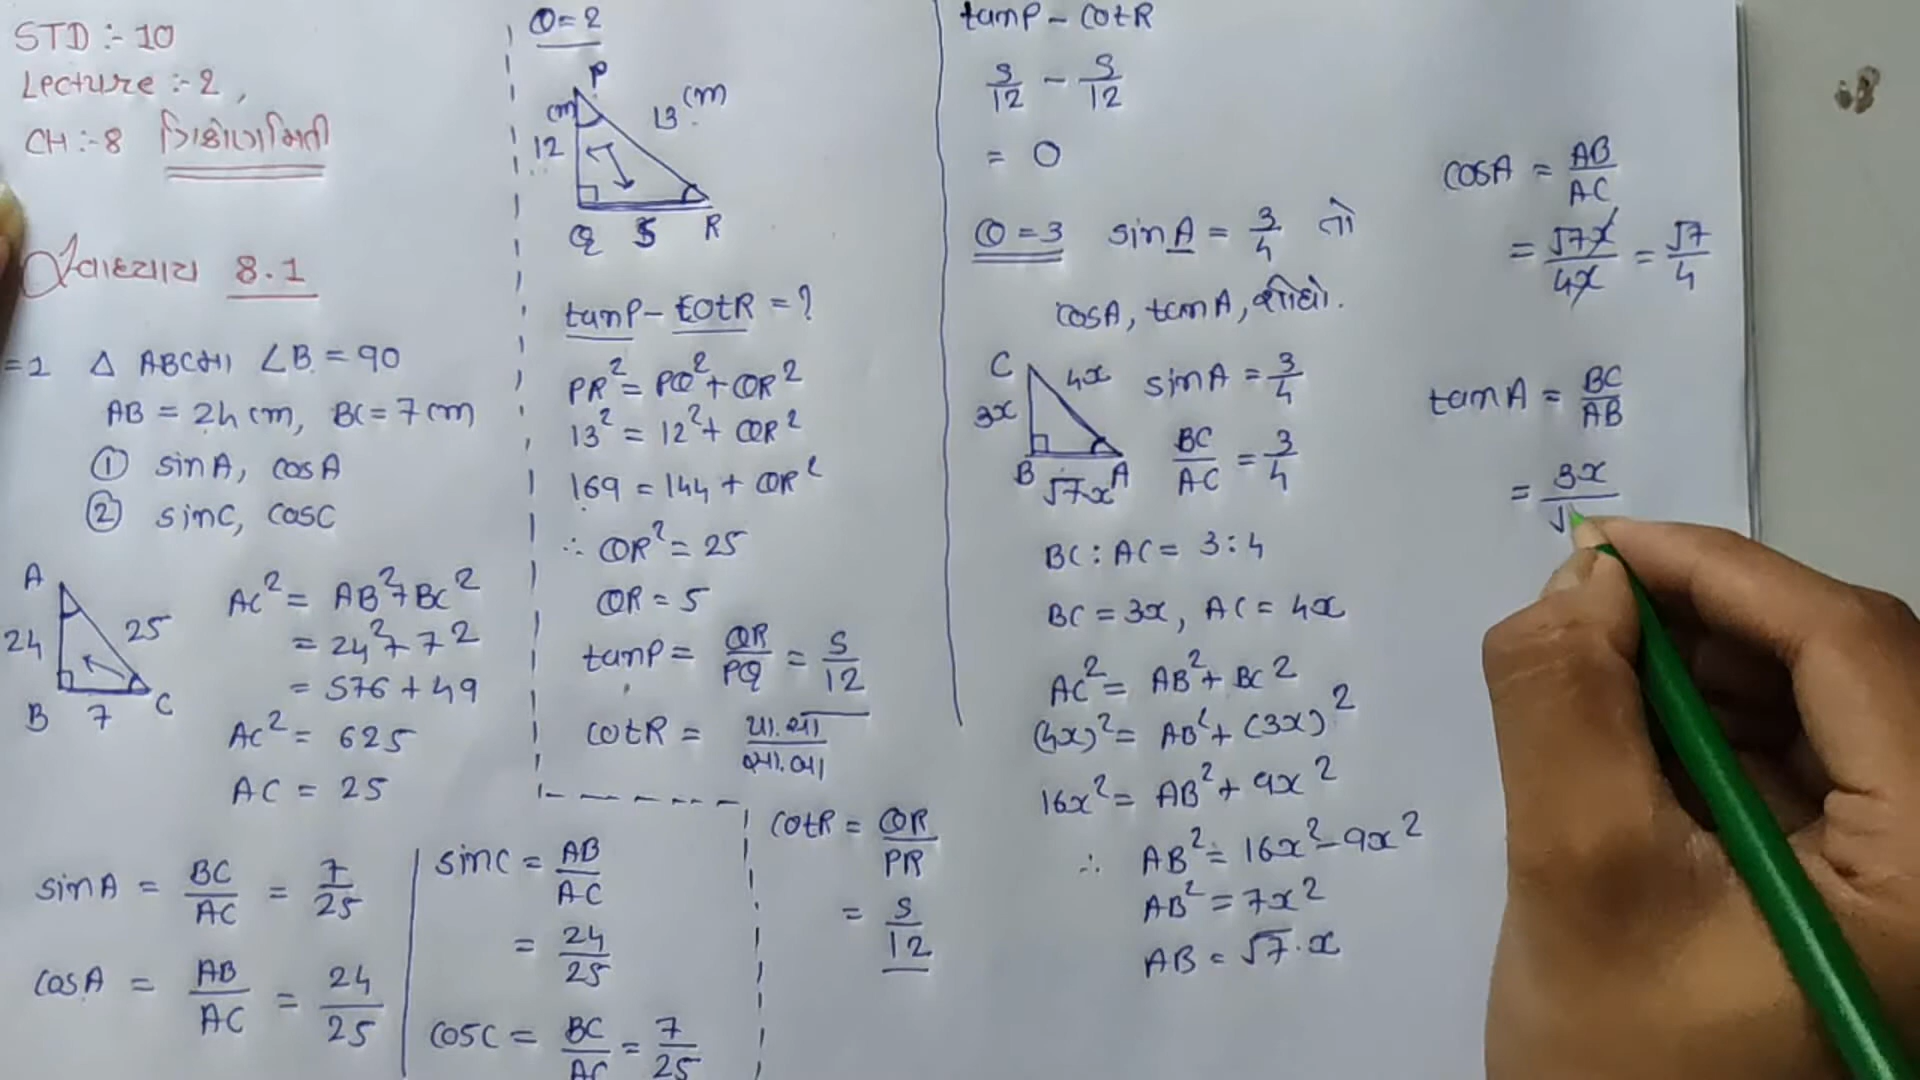 STD :- 10
Lecture :- 2,
CH :- 8 ત્રિકોણમિતી
સ્વાધ્યાય 8.1
=1 Δ ABCમાં ∠B = 90
AB = 24 cm, BC = 7 cm
① sinA, cosA
② sinC, cosC
A
24
25
B 7 C
AC² = AB² + BC²
= 24² + 7²
= 576 + 49
AC² = 625
AC = 25
sinA = BC/AC = 7/25
cosA = AB/AC = 24/25
sinC = AB/AC
= 24/25
cosC = BC/AC = 7/25
Q=2
P
cm
12
13 cm
Q 5 R
tanP - cotR = ?
PR² = PQ² + QR²
13² = 12² + QR²
169 = 144 + QR²
∴ QR² = 25
QR = 5
tanP = QR/PQ = 5/12
cotR = પા.બા/સા.બા
cotR = QR/PR
= 5/12
tanP - cotR
5/12 - 5/12
= 0
Q=3 sinA = 3/4 તો
cosA, tanA, શોધો.
C
4x
3x
B √7x A
sinA = 3/4
BC/AC = 3/4
BC : AC = 3 : 4
BC = 3x, AC = 4x
AC² = AB² + BC²
(4x)² = AB² + (3x)²
16x² = AB² + 9x²
∴ AB² = 16x² - 9x²
AB² = 7x²
AB = √7 · x
cosA = AB/AC
= √7x/4x = √7/4
tanA = BC/AB
= 3x/√